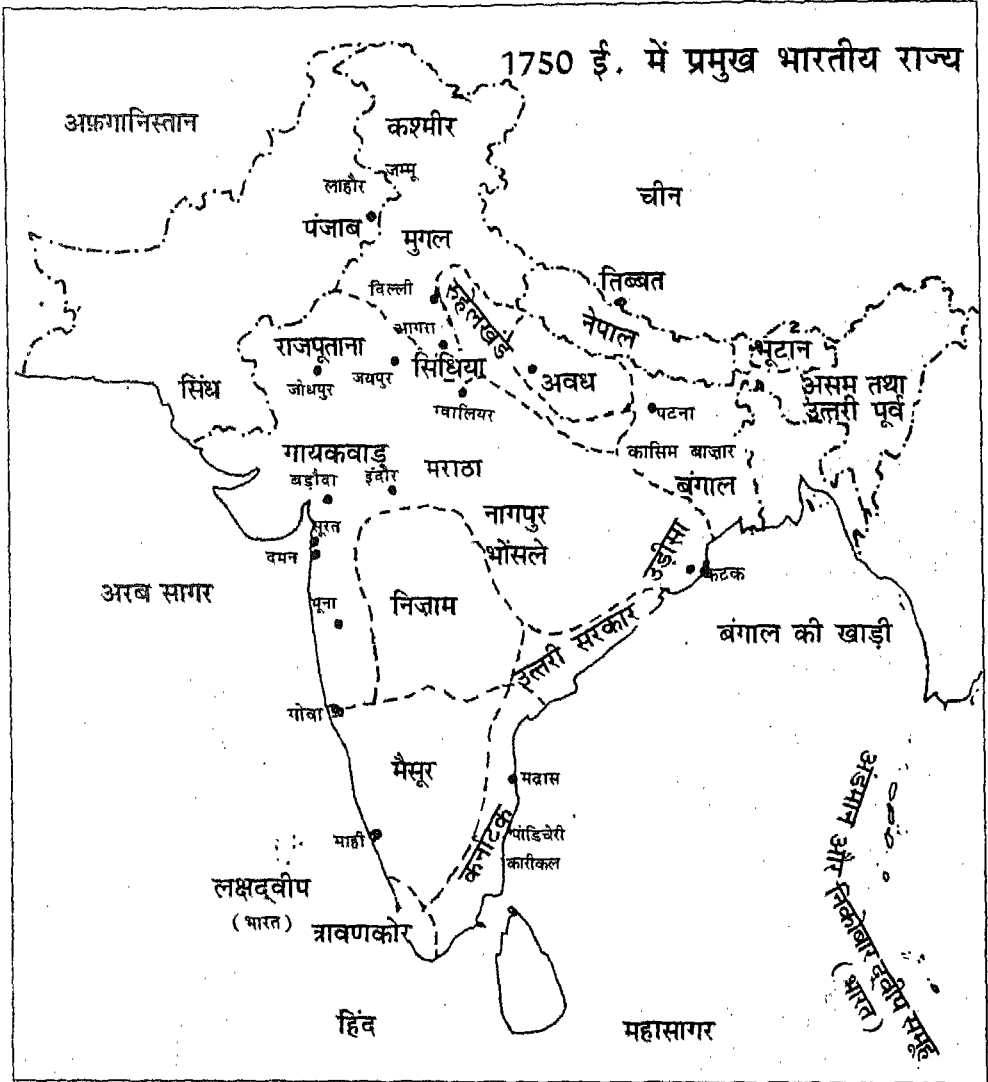 1750 ई. में प्रमुख भारतीय राज्य
अफ़गानिस्तान
कश्मीर
जम्मू
लाहौर
चीन
पंजाब
मुगल
तिब्बत
दिल्ली
रुहेलखंड
नेपाल
आगरा
भूटान
राजपूताना
सिंधिया
जयपुर
जोधपुर
अवध
असम तथा
उत्तरी पूर्व
सिंध
ग्वालियर
पटना
कासिम बाज़ार
गायकवाड़
मराठा
बड़ौदा
इंदौर
बंगाल
नागपुर
भोंसले
सूरत
दमन
उड़ीसा
कटक
अरब सागर
पूना
निज़ाम
उत्तरी सरकार
बंगाल की खाड़ी
गोवा
मैसूर
मद्रास
अंडमान और निकोबार द्वीप समूह
(भारत)
माही
कर्नाटक
पांडिचेरी
कारीकल
लक्षद्वीप
(भारत)
त्रावणकोर
हिंद
महासागर